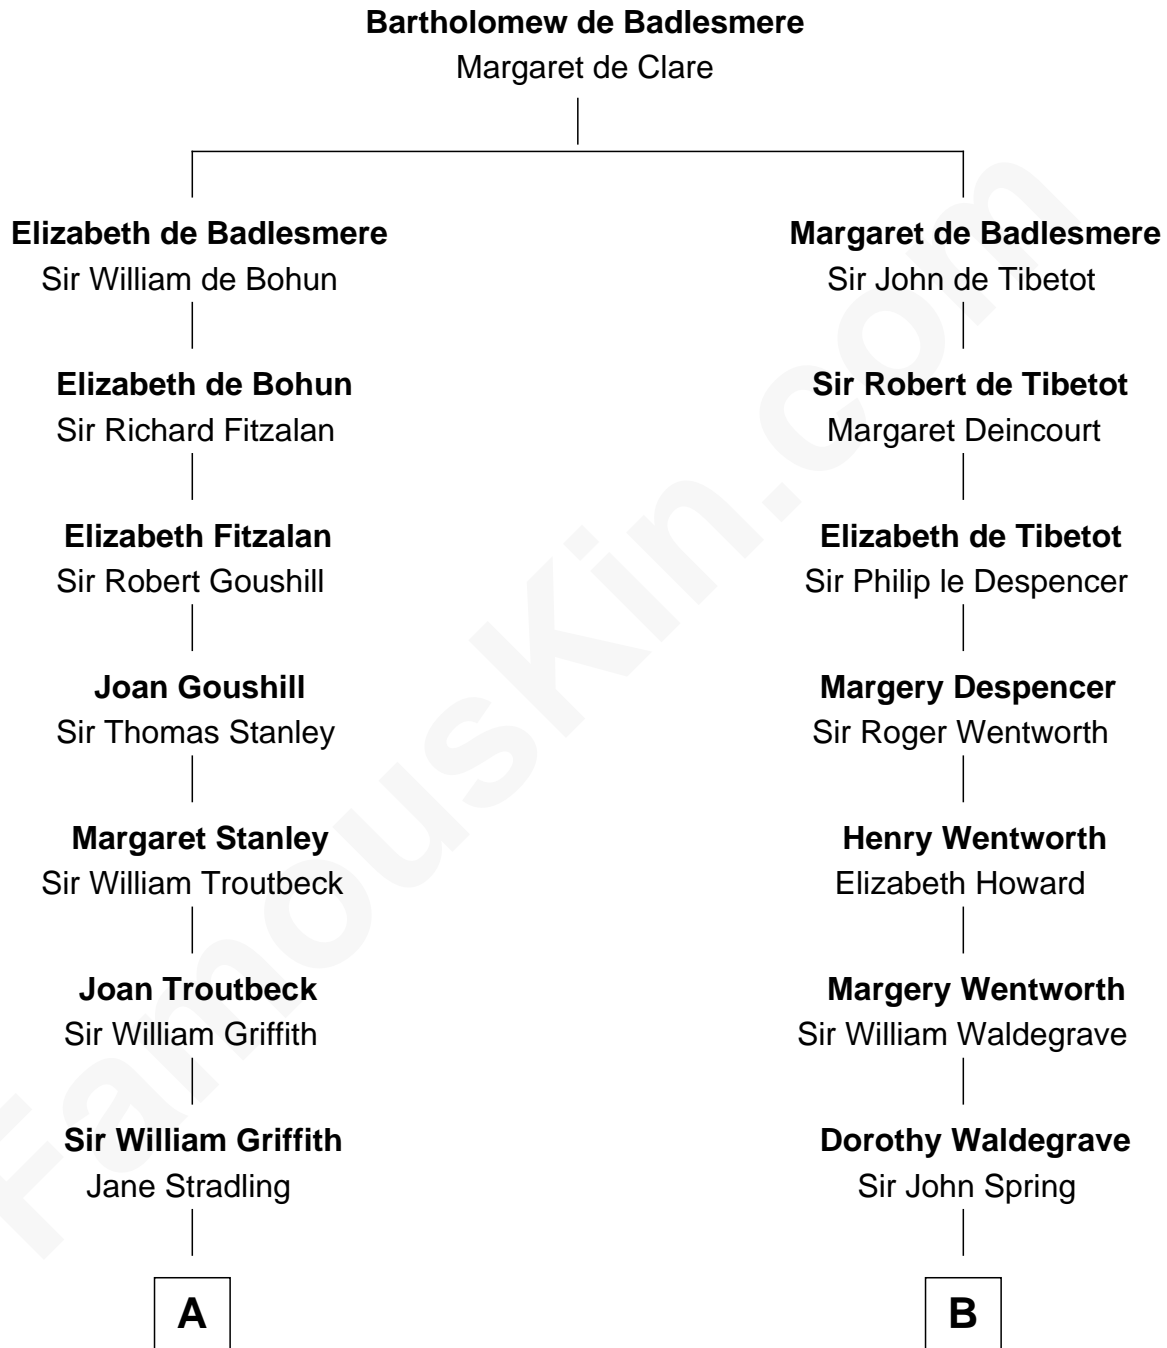 Bartholomew de Badlesmere
Margaret de Clare
Elizabeth de Badlesmere
Sir William de Bohun
Margaret de Badlesmere
Sir John de Tibetot
Elizabeth de Bohun
Sir Richard Fitzalan
Sir Robert de Tibetot
Margaret Deincourt
Elizabeth Fitzalan
Sir Robert Goushill
Elizabeth de Tibetot
Sir Philip le Despencer
Joan Goushill
Sir Thomas Stanley
Margery Despencer
Sir Roger Wentworth
Margaret Stanley
Sir William Troutbeck
Henry Wentworth
Elizabeth Howard
Joan Troutbeck
Sir William Griffith
Margery Wentworth
Sir William Waldegrave
Sir William Griffith
Jane Stradling
Dorothy Waldegrave
Sir John Spring
A
B
FamousKin.com